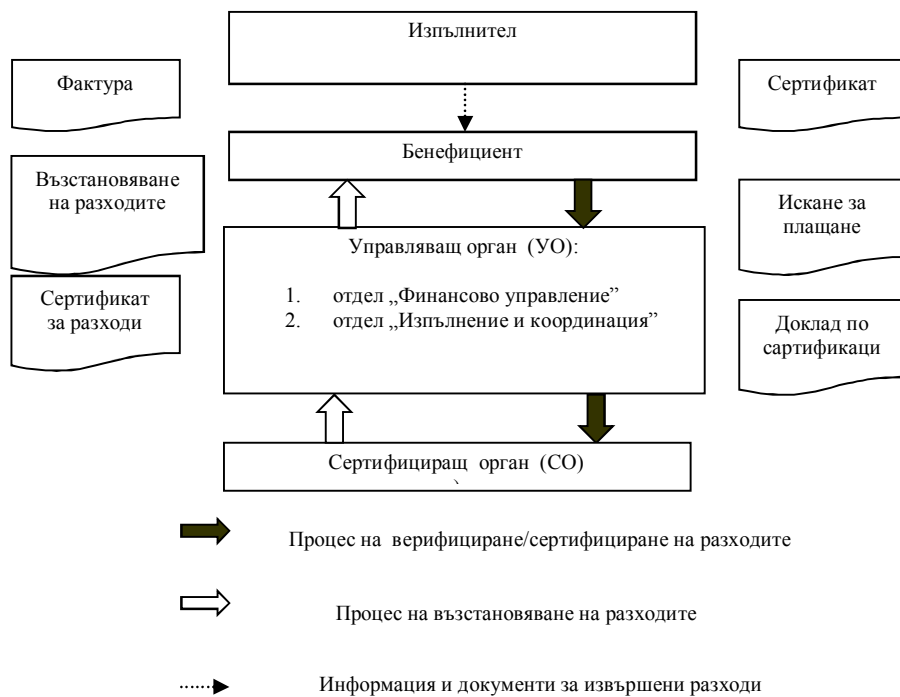 Изпълнител
Фактура
Сертификат
Бенефициент
Възстановяване
на разходите
Искане за
плащане
Управляващ орган (УО):
1. отдел „Финансово управление”
2. отдел „Изпълнение и координация”
Сертификат
за разходи
Доклад по
сартификаци
Сертифициращ орган (СО)
Процес на верифициране/сертифициране на разходите
Процес на възстановяване на разходите
Информация и документи за извършени разходи